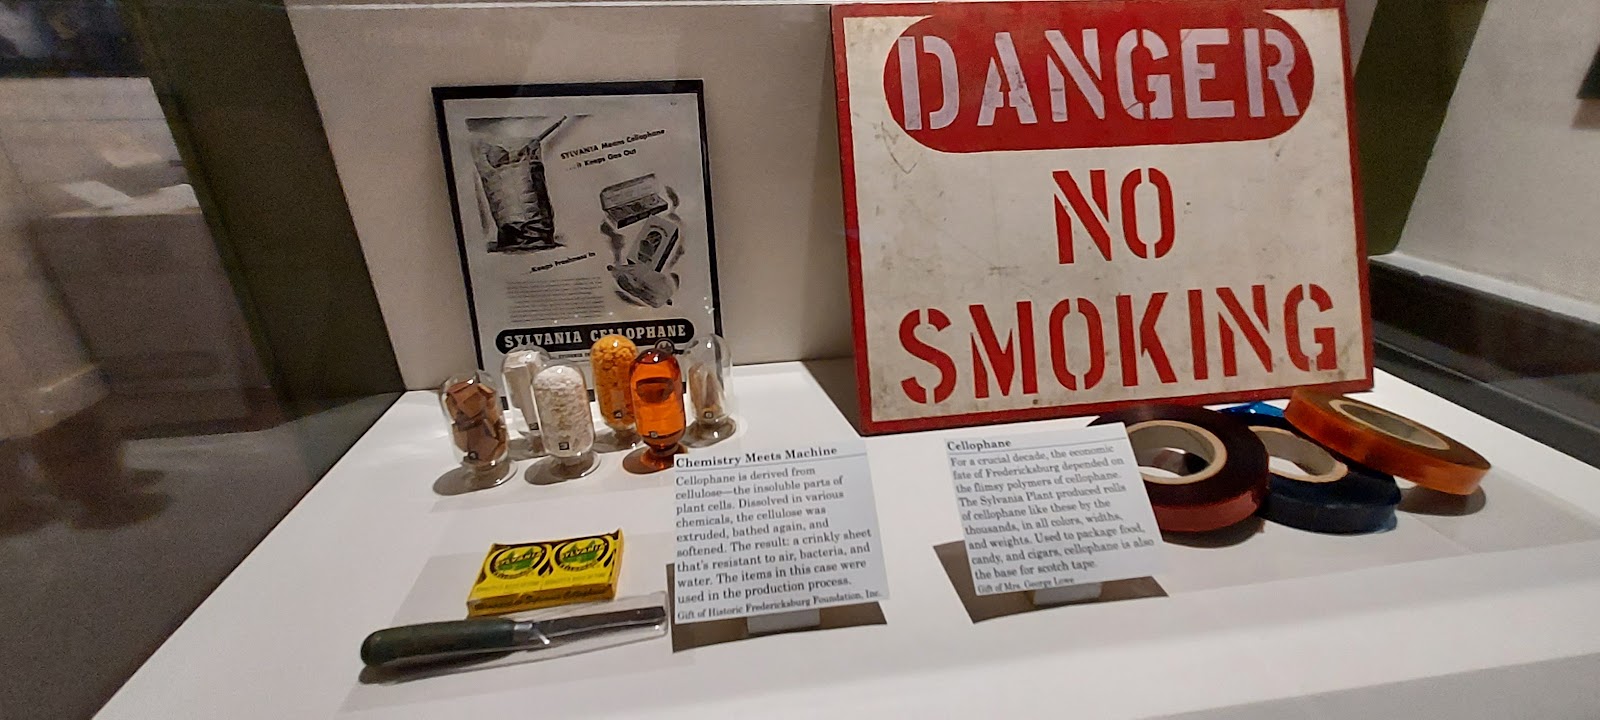 SYLVANIA Means Cellophane
...it Keeps Gas Out
...Keeps Freshness In
SYLVANIA CELLOPHANE
DANGER
NO
SMOKING
Chemistry Meets Machine
Cellophane is derived from
cellulose—the insoluble parts of
plant cells. Dissolved in various
chemicals, the cellulose was
extruded, bathed again, and
softened. The result: a crinkly sheet
that's resistant to air, bacteria, and
water. The items in this case were
used in the production process.
Gift of Historic Fredericksburg Foundation, Inc.
Cellophane
For a crucial decade, the economic
fate of Fredericksburg depended on
the flimsy polymers of cellophane.
The Sylvania Plant produced rolls
of cellophane like these by the
thousands, in all colors, widths,
and weights. Used to package food,
candy, and cigars, cellophane is also
the base for scotch tape.
Gift of Mrs. George Lowe